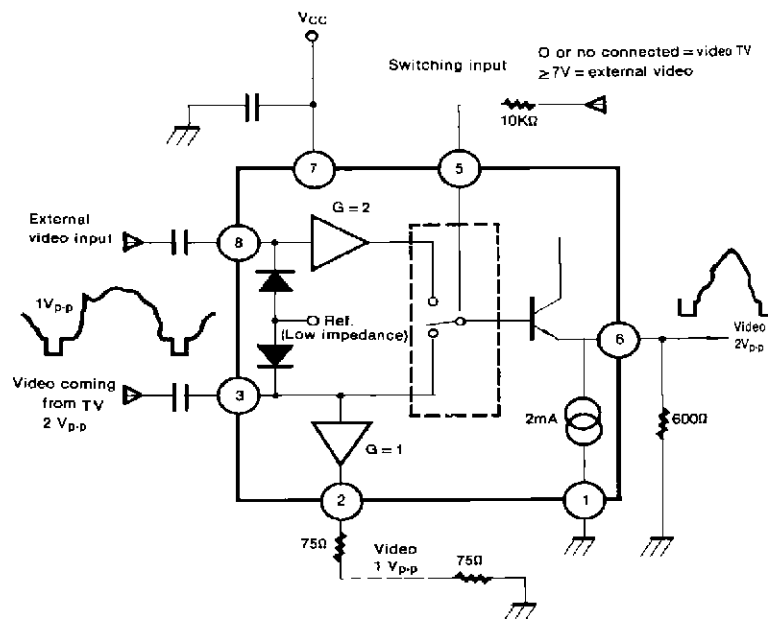 VCC
Switching input
O or no connected = video TV
≥ 7V = external video
10KΩ
7
5
External
video input
8
G = 2
1Vp-p
Ref.
(Low impedance)
6
Video
2Vp-p
Video coming
from TV
2 Vp-p
3
G = 1
2mA
600Ω
2
1
75Ω
Video
1 Vp-p
75Ω